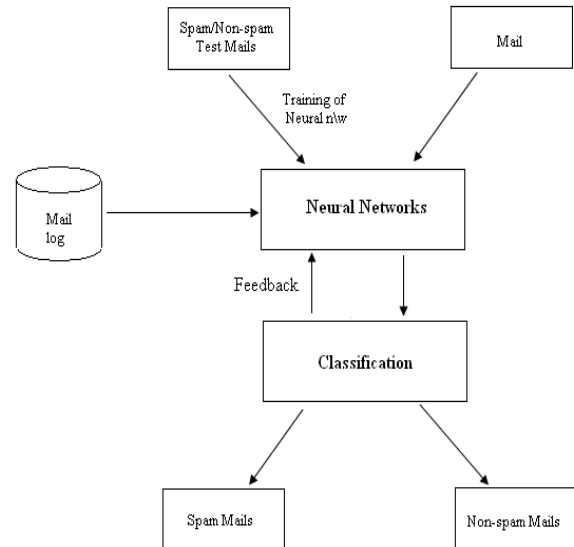 Spam/Non-spam
Test Mails
Mail
Training of
Neural n\w
Neural Networks
Mail
log
Feedback
Classification
Spam Mails
Non-spam Mails